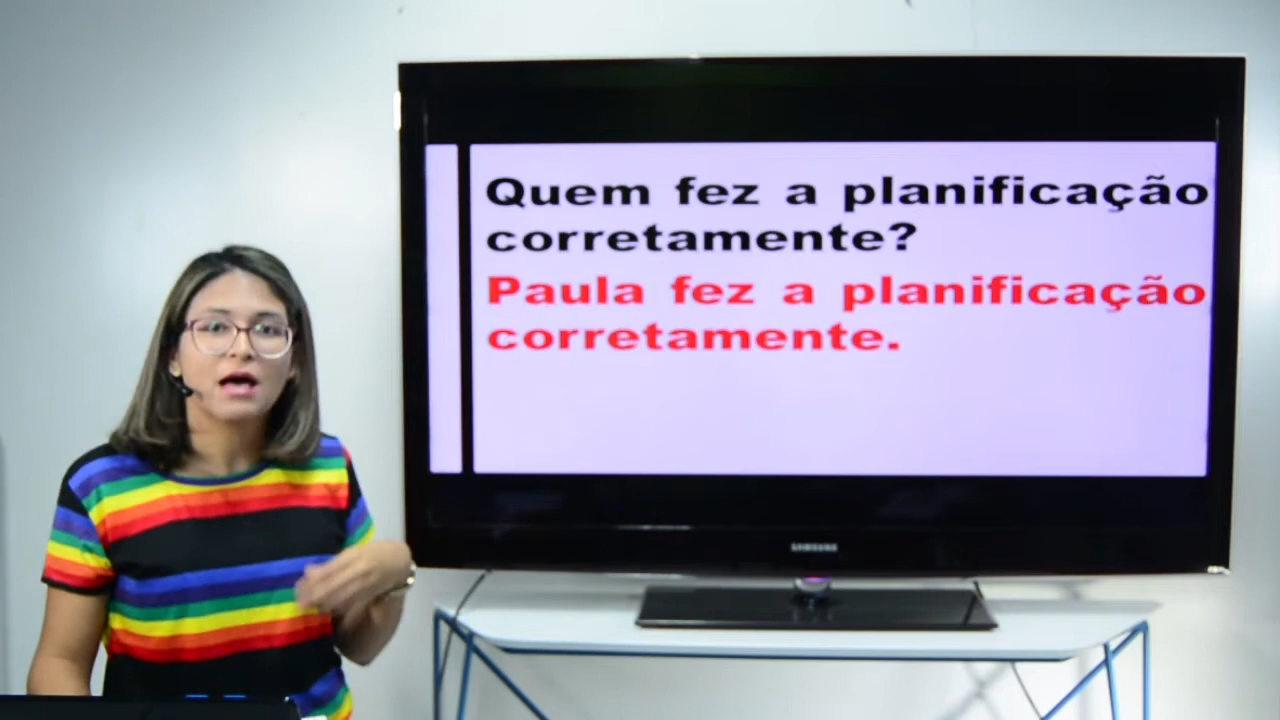 Quem fez a planificação
corretamente?
Paula fez a planificação
corretamente.
SAMSUNG